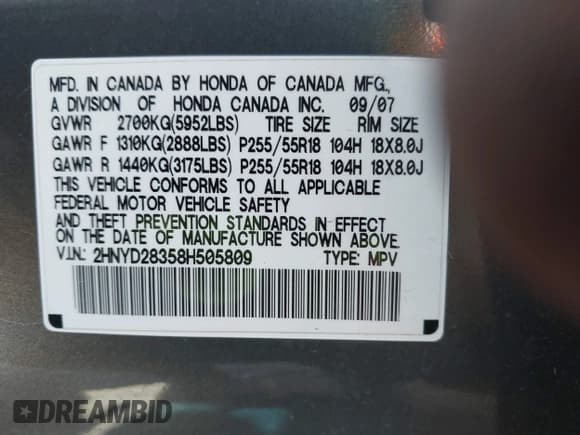 MFD. IN CANADA BY HONDA OF CANADA MFG.,
A DIVISION OF HONDA CANADA INC. 09/07
GVWR 2700KG(5952LBS) TIRE SIZE RIM SIZE
GAWR F 1310KG(2888LBS) P255/55R18 104H 18X8.0J
GAWR R 1440KG(3175LBS) P255/55R18 104H 18X8.0J
THIS VEHICLE CONFORMS TO ALL APPLICABLE
FEDERAL MOTOR VEHICLE SAFETY
AND THEFT PREVENTION STANDARDS IN EFFECT
ON THE DATE OF MANUFACTURE SHOWN ABOVE.
V.I.N.: 2HNYD28358H505809 TYPE: MPV
DREAMBID